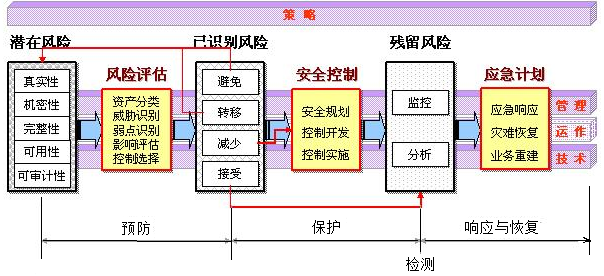 策 略
潜在风险
真实性
机密性
完整性
可用性
可审计性
风险评估
资产分类
威胁识别
弱点识别
影响评估
控制选择
已识别风险
避免
转移
减少
接受
安全控制
安全规划
控制开发
控制实施
残留风险
监控
分析
应急计划
应急响应
灾难恢复
业务重建
管 理
运 作
技 术
预防
保护
检测
响应与恢复